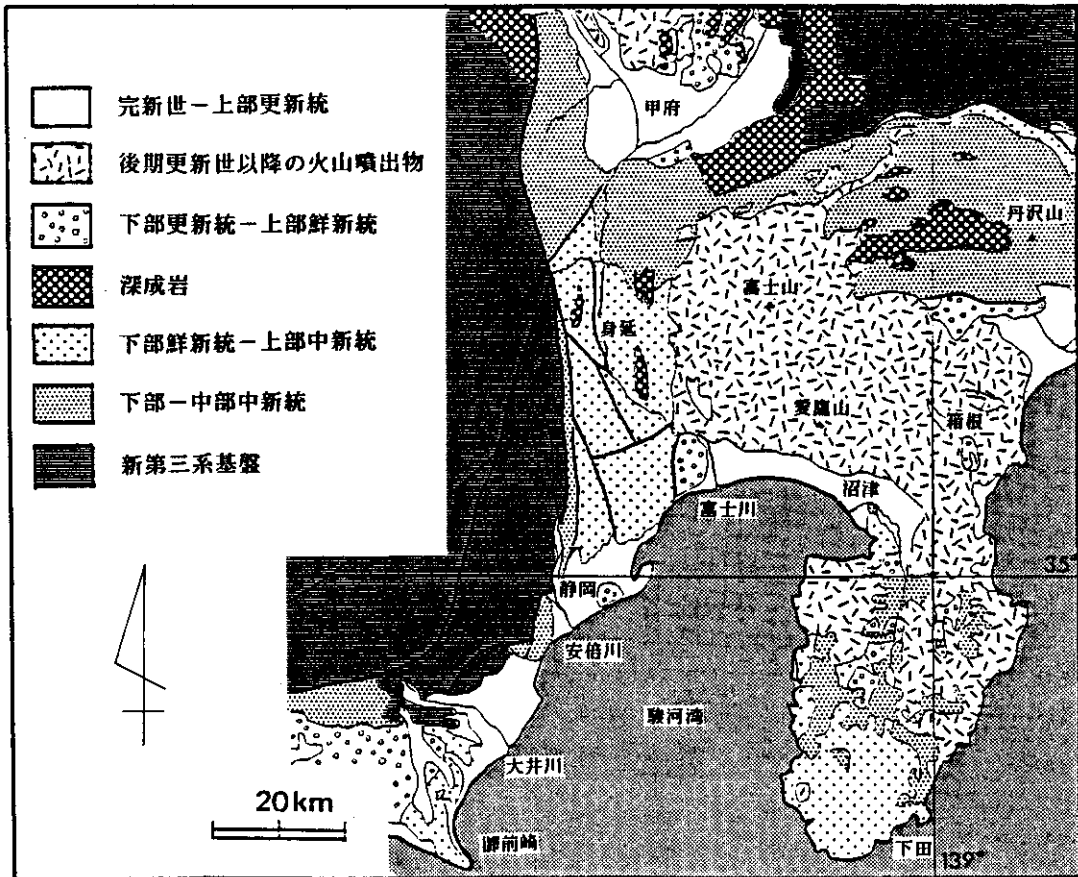 完新世ー上部更新統
後期更新世以降の火山噴出物
下部更新統ー上部鮮新統
深成岩
下部鮮新統ー上部中新統
下部ー中部中新統
新第三系基盤
甲府
丹沢山
富士山
身延
愛鷹山
箱根
沼津
富士川
35°
静岡
安倍川
駿河湾
大井川
20km
御前崎
下田
139°